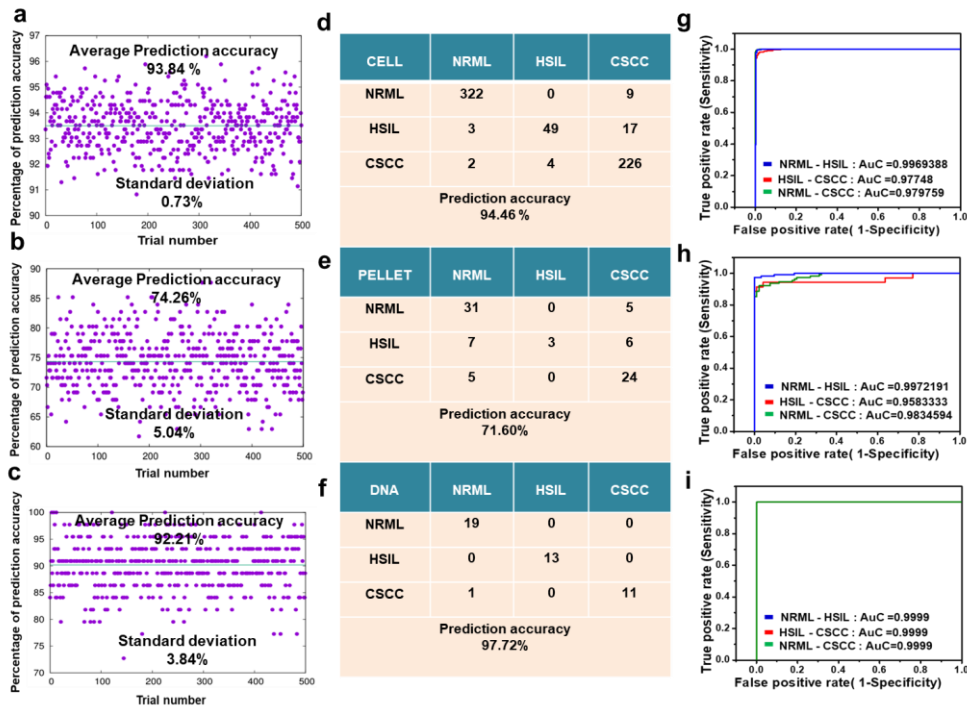 a
Percentage of prediction accuracy
97
96
95
94
93
92
91
90
Average Prediction accuracy
93.84 %
Standard deviation
0.73%
0
100
200
300
400
500
Trial number
b
Percentage of prediction accuracy
90
85
80
75
70
65
60
Average Prediction accuracy
74.26%
Standard deviation
5.04%
0
100
200
300
400
500
Trial number
c
Percentage of prediction accuracy
100
95
90
85
80
75
70
Average Prediction accuracy
92.21%
Standard deviation
3.84%
0
100
200
300
400
500
Trial number
d
CELL NRML HSIL CSCC
NRML 322 0 9
HSIL 3 49 17
CSCC 2 4 226
Prediction accuracy
94.46 %
e
PELLET NRML HSIL CSCC
NRML 31 0 5
HSIL 7 3 6
CSCC 5 0 24
Prediction accuracy
71.60%
f
DNA NRML HSIL CSCC
NRML 19 0 0
HSIL 0 13 0
CSCC 1 0 11
Prediction accuracy
97.72%
g
True positive rate (Sensitivity)
1.0
0.8
0.6
0.4
0.2
0.0
NRML - HSIL : AuC =0.9969388
HSIL - CSCC : AuC=0.97748
NRML - CSCC : AuC=0.979759
0.0 0.2 0.4 0.6 0.8 1.0
False positive rate( 1-Specificity)
h
True positive rate (Sensitivity)
1.0
0.8
0.6
0.4
0.2
0.0
NRML - HSIL : AuC =0.9972191
HSIL - CSCC : AuC =0.9583333
NRML - CSCC : AuC=0.9834594
0.0 0.2 0.4 0.6 0.8 1.0
False positive rate( 1-Specificity)
i
True positive rate (Sensitivity)
1.0
0.8
0.6
0.4
0.2
0.0
NRML - HSIL : AuC =0.9999
HSIL - CSCC : AuC =0.9999
NRML - CSCC : AuC=0.9999
0.0 0.2 0.4 0.6 0.8 1.0
False positive rate( 1-Specificity)